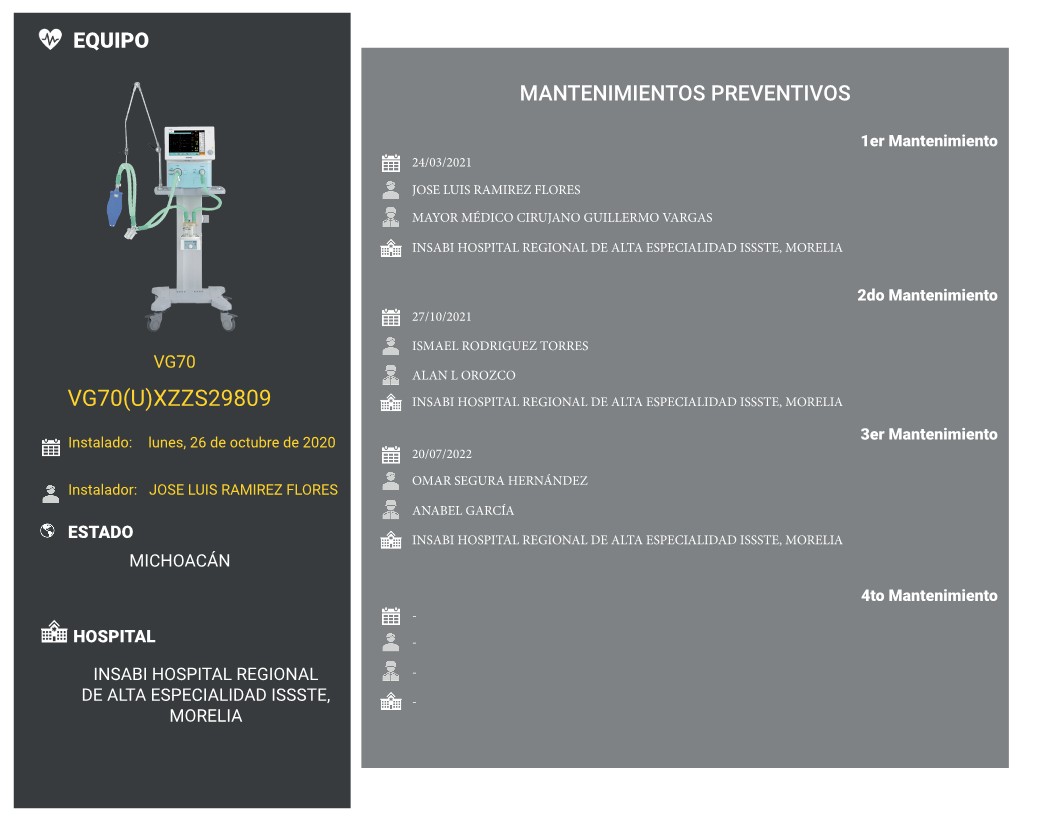 EQUIPO
VG70
VG70(U)XZZS29809
Instalado: lunes, 26 de octubre de 2020
Instalador: JOSE LUIS RAMIREZ FLORES
ESTADO
MICHOACÁN
HOSPITAL
INSABI HOSPITAL REGIONAL
DE ALTA ESPECIALIDAD ISSSTE,
MORELIA
MANTENIMIENTOS PREVENTIVOS
1er Mantenimiento
24/03/2021
JOSE LUIS RAMIREZ FLORES
MAYOR MÉDICO CIRUJANO GUILLERMO VARGAS
INSABI HOSPITAL REGIONAL DE ALTA ESPECIALIDAD ISSSTE, MORELIA
2do Mantenimiento
27/10/2021
ISMAEL RODRIGUEZ TORRES
ALAN L OROZCO
INSABI HOSPITAL REGIONAL DE ALTA ESPECIALIDAD ISSSTE, MORELIA
3er Mantenimiento
20/07/2022
OMAR SEGURA HERNÁNDEZ
ANABEL GARCÍA
INSABI HOSPITAL REGIONAL DE ALTA ESPECIALIDAD ISSSTE, MORELIA
4to Mantenimiento
-
-
-
-